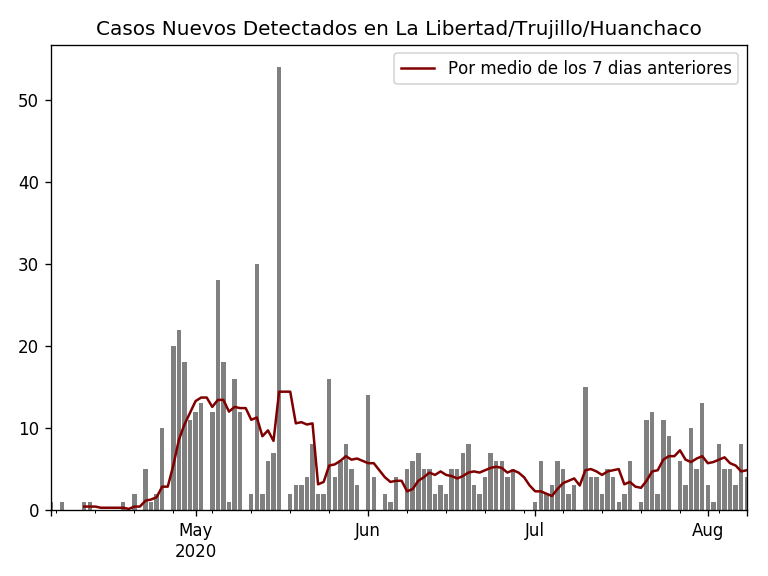 Casos Nuevos Detectados en La Libertad/Trujillo/Huanchaco
Por medio de los 7 dias anteriores
50
40
30
20
10
0
May
2020
Jun
Jul
Aug